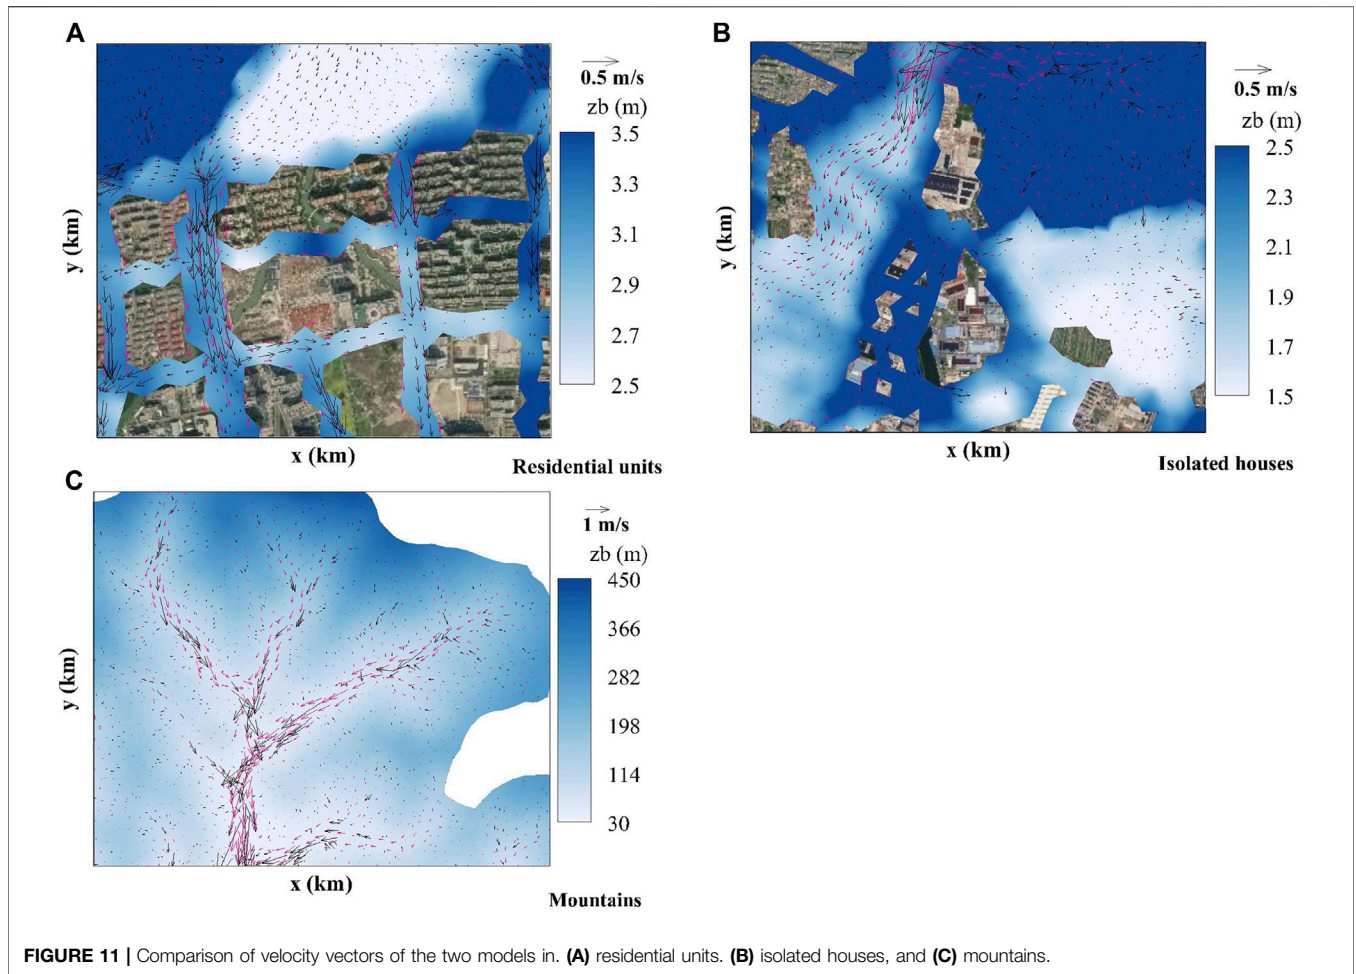 A
0.5 m/s
zb (m)
3.5
3.3
3.1
2.9
2.7
2.5
y (km)
x (km)
Residential units
B
0.5 m/s
zb (m)
2.5
2.3
2.1
1.9
1.7
1.5
y (km)
x (km)
Isolated houses
C
1 m/s
zb (m)
450
366
282
198
114
30
y (km)
x (km)
Mountains
FIGURE 11 | Comparison of velocity vectors of the two models in. (A) residential units. (B) isolated houses, and (C) mountains.